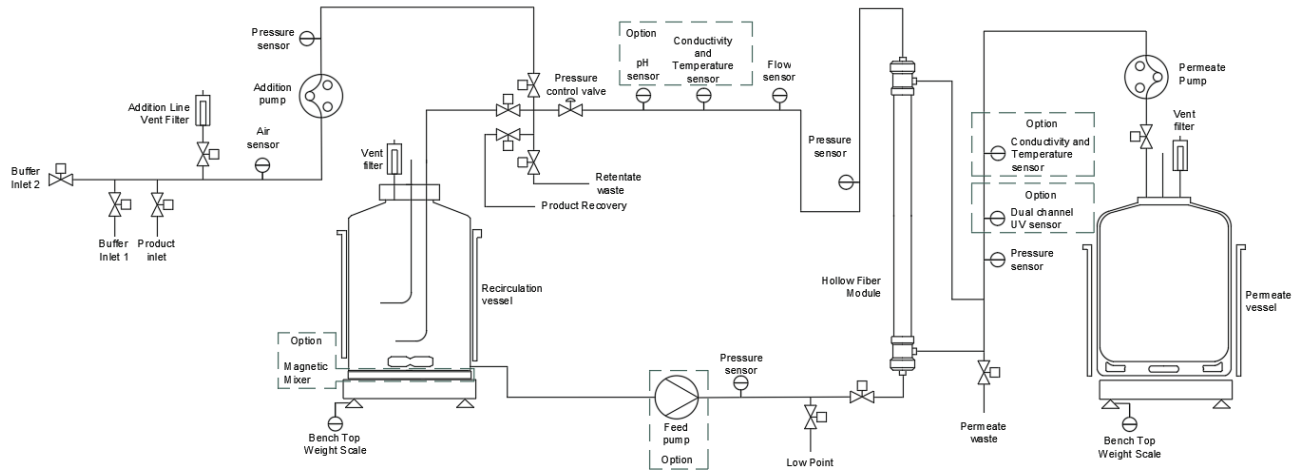 Pressure
sensor
Addition
pump
Addition Line
Vent Filter
Air
sensor
Buffer
Inlet 2
Buffer
Inlet 1
Product
inlet
Vent
filter
Pressure
control valve
Option
pH
sensor
Conductivity
and
Temperature
sensor
Flow
sensor
Retentate
waste
Product Recovery
Recirculation
vessel
Option
Magnetic
Mixer
Bench Top
Weight Scale
Feed
pump
Option
Pressure
sensor
Low Point
Pressure
sensor
Hollow Fiber
Module
Permeate
Pump
Option
Conductivity and
Temperature
sensor
Option
Dual channel
UV sensor
Pressure
sensor
Vent
filter
Permeate
vessel
Permeate
waste
Bench Top
Weight Scale